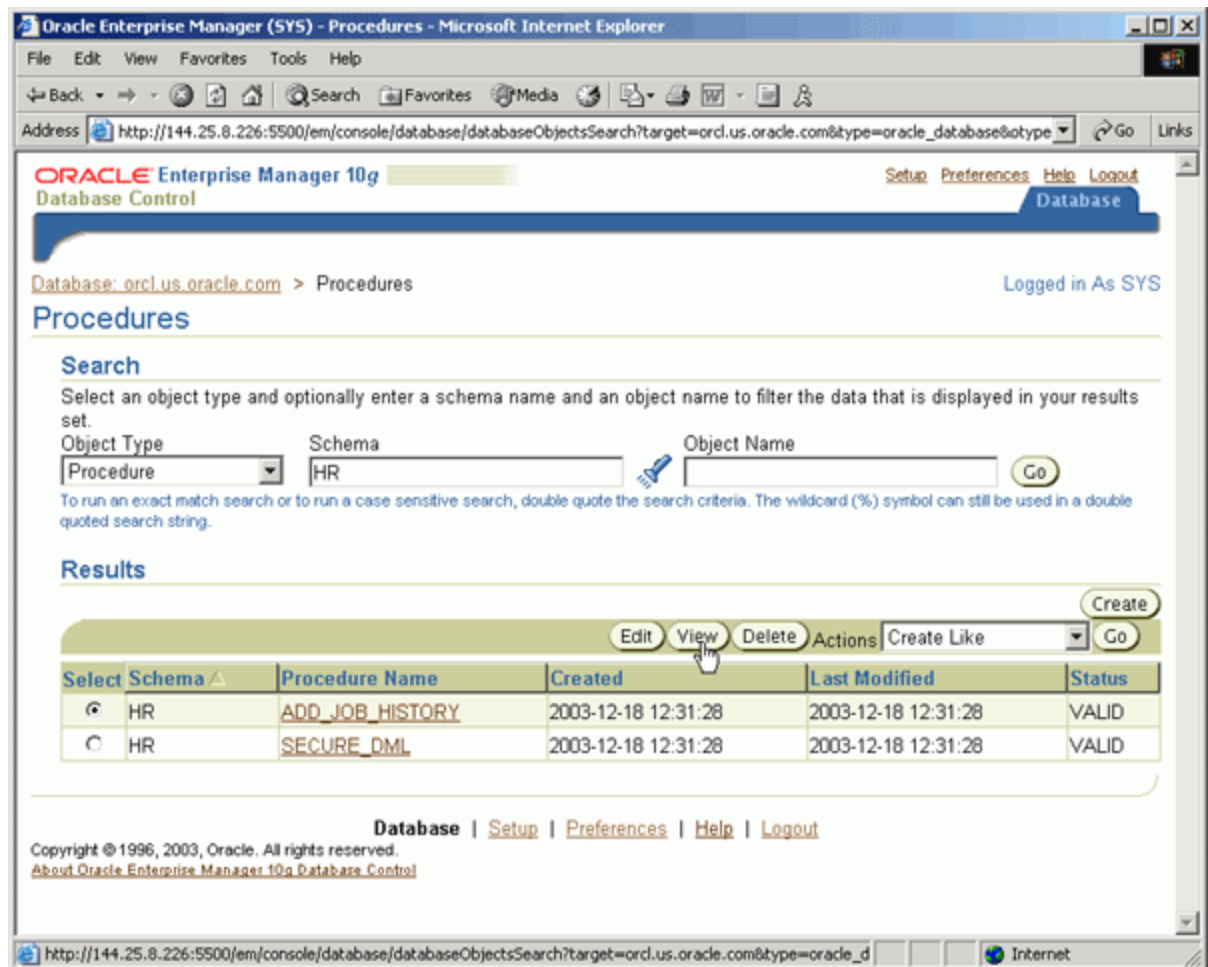 Oracle Enterprise Manager (SYS) - Procedures - Microsoft Internet Explorer
File Edit View Favorites Tools Help
Back Search Favorites Media
Address http://144.25.8.226:5500/em/console/database/databaseObjectsSearch?target=orcl.us.oracle.com&type=oracle_database&otype Go Links
ORACLE Enterprise Manager 10g
Database Control
Setup Preferences Help Logout
Database
Database: orcl.us.oracle.com > Procedures
Logged in As SYS
Procedures
Search
Select an object type and optionally enter a schema name and an object name to filter the data that is displayed in your results
set.
Object Type Schema Object Name
Procedure HR Go
To run an exact match search or to run a case sensitive search, double quote the search criteria. The wildcard (%) symbol can still be used in a double
quoted search string.
Results
Create
Edit View Delete Actions Create Like Go
Select Schema Procedure Name Created Last Modified Status
HR ADD_JOB_HISTORY 2003-12-18 12:31:28 2003-12-18 12:31:28 VALID
HR SECURE_DML 2003-12-18 12:31:28 2003-12-18 12:31:28 VALID
Database | Setup | Preferences | Help | Logout
Copyright © 1996, 2003, Oracle. All rights reserved.
About Oracle Enterprise Manager 10g Database Control
http://144.25.8.226:5500/em/console/database/databaseObjectsSearch?target=orcl.us.oracle.com&type=oracle_d Internet